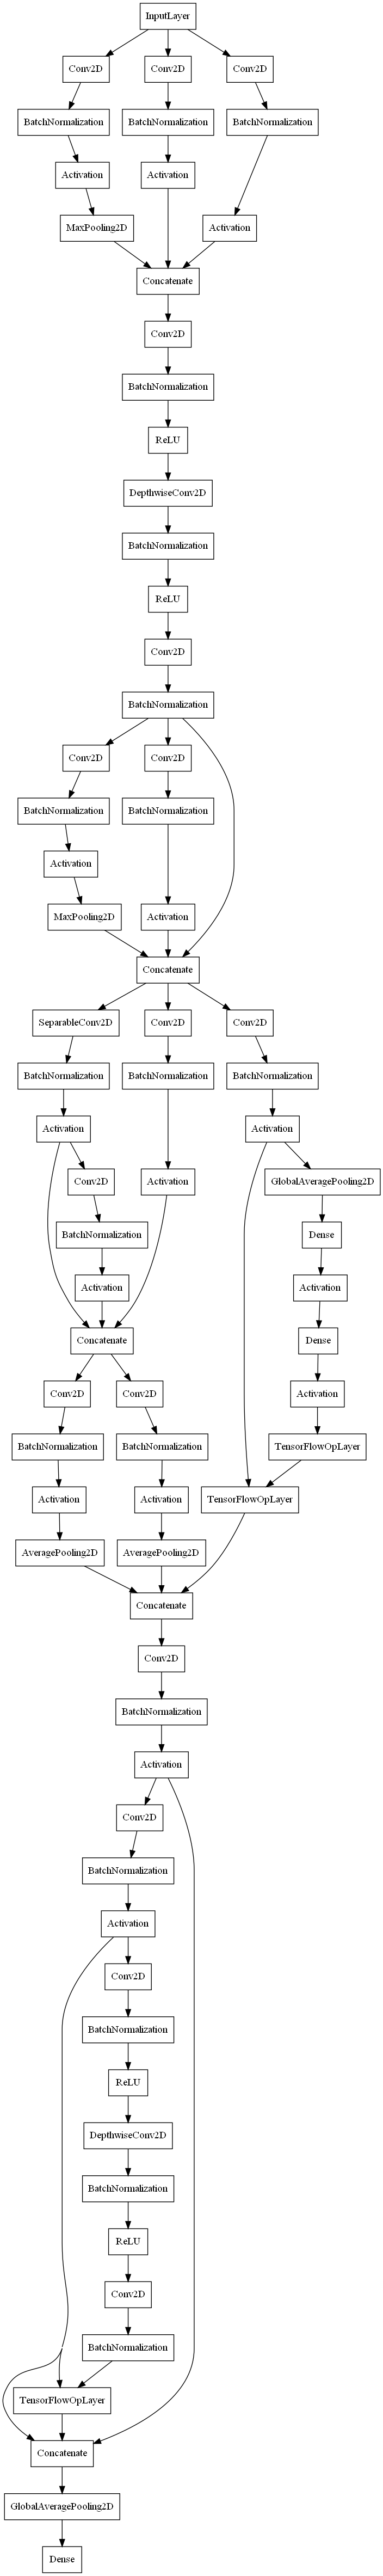 InputLayer
Conv2D
Conv2D
Conv2D
BatchNormalization
BatchNormalization
BatchNormalization
Activation
Activation
MaxPooling2D
Activation
Concatenate
Conv2D
BatchNormalization
ReLU
DepthwiseConv2D
BatchNormalization
ReLU
Conv2D
BatchNormalization
Conv2D
Conv2D
BatchNormalization
BatchNormalization
Activation
MaxPooling2D
Activation
Concatenate
SeparableConv2D
Conv2D
Conv2D
BatchNormalization
BatchNormalization
BatchNormalization
Activation
Activation
Conv2D
Activation
GlobalAveragePooling2D
BatchNormalization
Dense
Activation
Activation
Concatenate
Dense
Conv2D
Conv2D
Activation
BatchNormalization
BatchNormalization
TensorFlowOpLayer
Activation
Activation
TensorFlowOpLayer
AveragePooling2D
AveragePooling2D
Concatenate
Conv2D
BatchNormalization
Activation
Conv2D
BatchNormalization
Activation
Conv2D
BatchNormalization
ReLU
DepthwiseConv2D
BatchNormalization
ReLU
Conv2D
BatchNormalization
TensorFlowOpLayer
Concatenate
GlobalAveragePooling2D
Dense